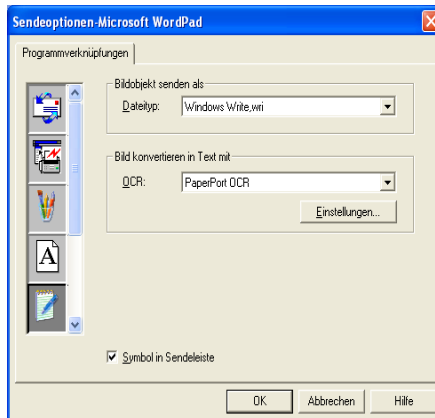 Sendeoptionen-Microsoft WordPad
Programmverknüpfungen
Bildobjekt senden als
Dateityp: Windows Write,wri
Bild konvertieren in Text mit
OCR: PaperPort OCR
Einstellungen...
A
Symbol in Sendeleiste
OK Abbrechen Hilfe